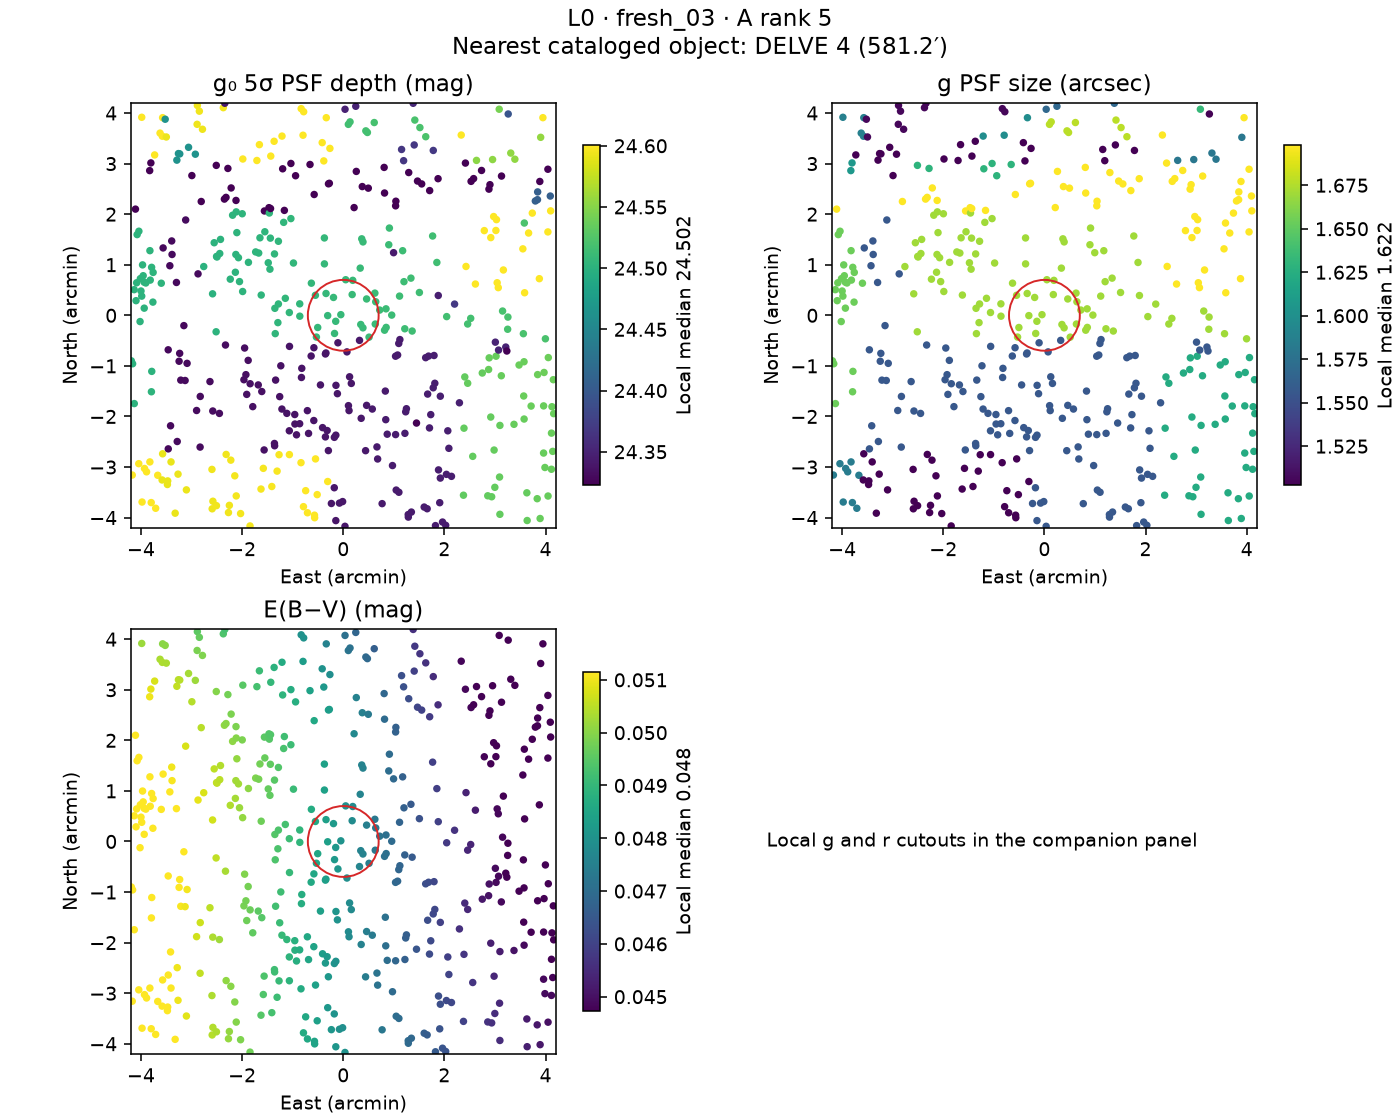 L0 · fresh_03 · A rank 5
Nearest cataloged object: DELVE 4 (581.2′)
g₀ 5σ PSF depth (mag)
4
3
2
1
0
−1
−2
−3
−4
North (arcmin)
−4 −2 0 2 4
East (arcmin)
24.60
24.55
24.50
24.45
24.40
24.35
Local median 24.502
g PSF size (arcsec)
4
3
2
1
0
−1
−2
−3
−4
North (arcmin)
−4 −2 0 2 4
East (arcmin)
1.675
1.650
1.625
1.600
1.575
1.550
1.525
Local median 1.622
E(B−V) (mag)
4
3
2
1
0
−1
−2
−3
−4
North (arcmin)
−4 −2 0 2 4
East (arcmin)
0.051
0.050
0.049
0.048
0.047
0.046
0.045
Local median 0.048
Local g and r cutouts in the companion panel